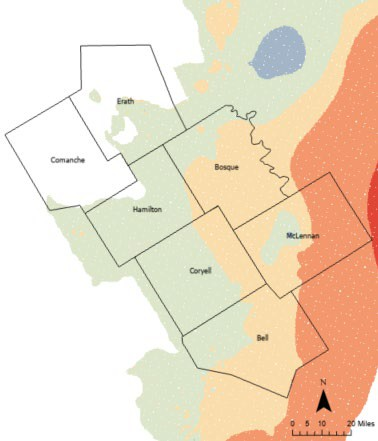 Erath
Comanche
Bosque
Hamilton
McLennan
Coryell
Bell
N
0 5 10 20 Miles